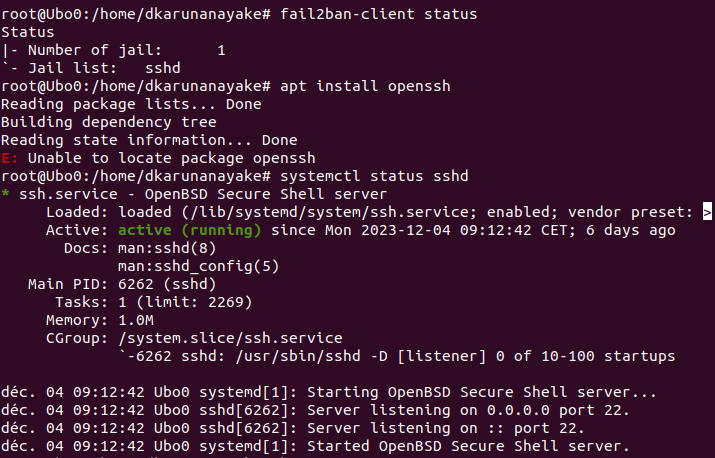 root@Ubo0:/home/dkarunanayake# fail2ban-client status
Status
|- Number of jail:      1
`- Jail list:   sshd
root@Ubo0:/home/dkarunanayake# apt install openssh
Reading package lists... Done
Building dependency tree
Reading state information... Done
E: Unable to locate package openssh
root@Ubo0:/home/dkarunanayake# systemctl status sshd
* ssh.service - OpenBSD Secure Shell server
     Loaded: loaded (/lib/systemd/system/ssh.service; enabled; vendor preset: >
     Active: active (running) since Mon 2023-12-04 09:12:42 CET; 6 days ago
       Docs: man:sshd(8)
             man:sshd_config(5)
   Main PID: 6262 (sshd)
      Tasks: 1 (limit: 2269)
     Memory: 1.0M
     CGroup: /system.slice/ssh.service
             `-6262 sshd: /usr/sbin/sshd -D [listener] 0 of 10-100 startups

déc. 04 09:12:42 Ubo0 systemd[1]: Starting OpenBSD Secure Shell server...
déc. 04 09:12:42 Ubo0 sshd[6262]: Server listening on 0.0.0.0 port 22.
déc. 04 09:12:42 Ubo0 sshd[6262]: Server listening on :: port 22.
déc. 04 09:12:42 Ubo0 systemd[1]: Started OpenBSD Secure Shell server.